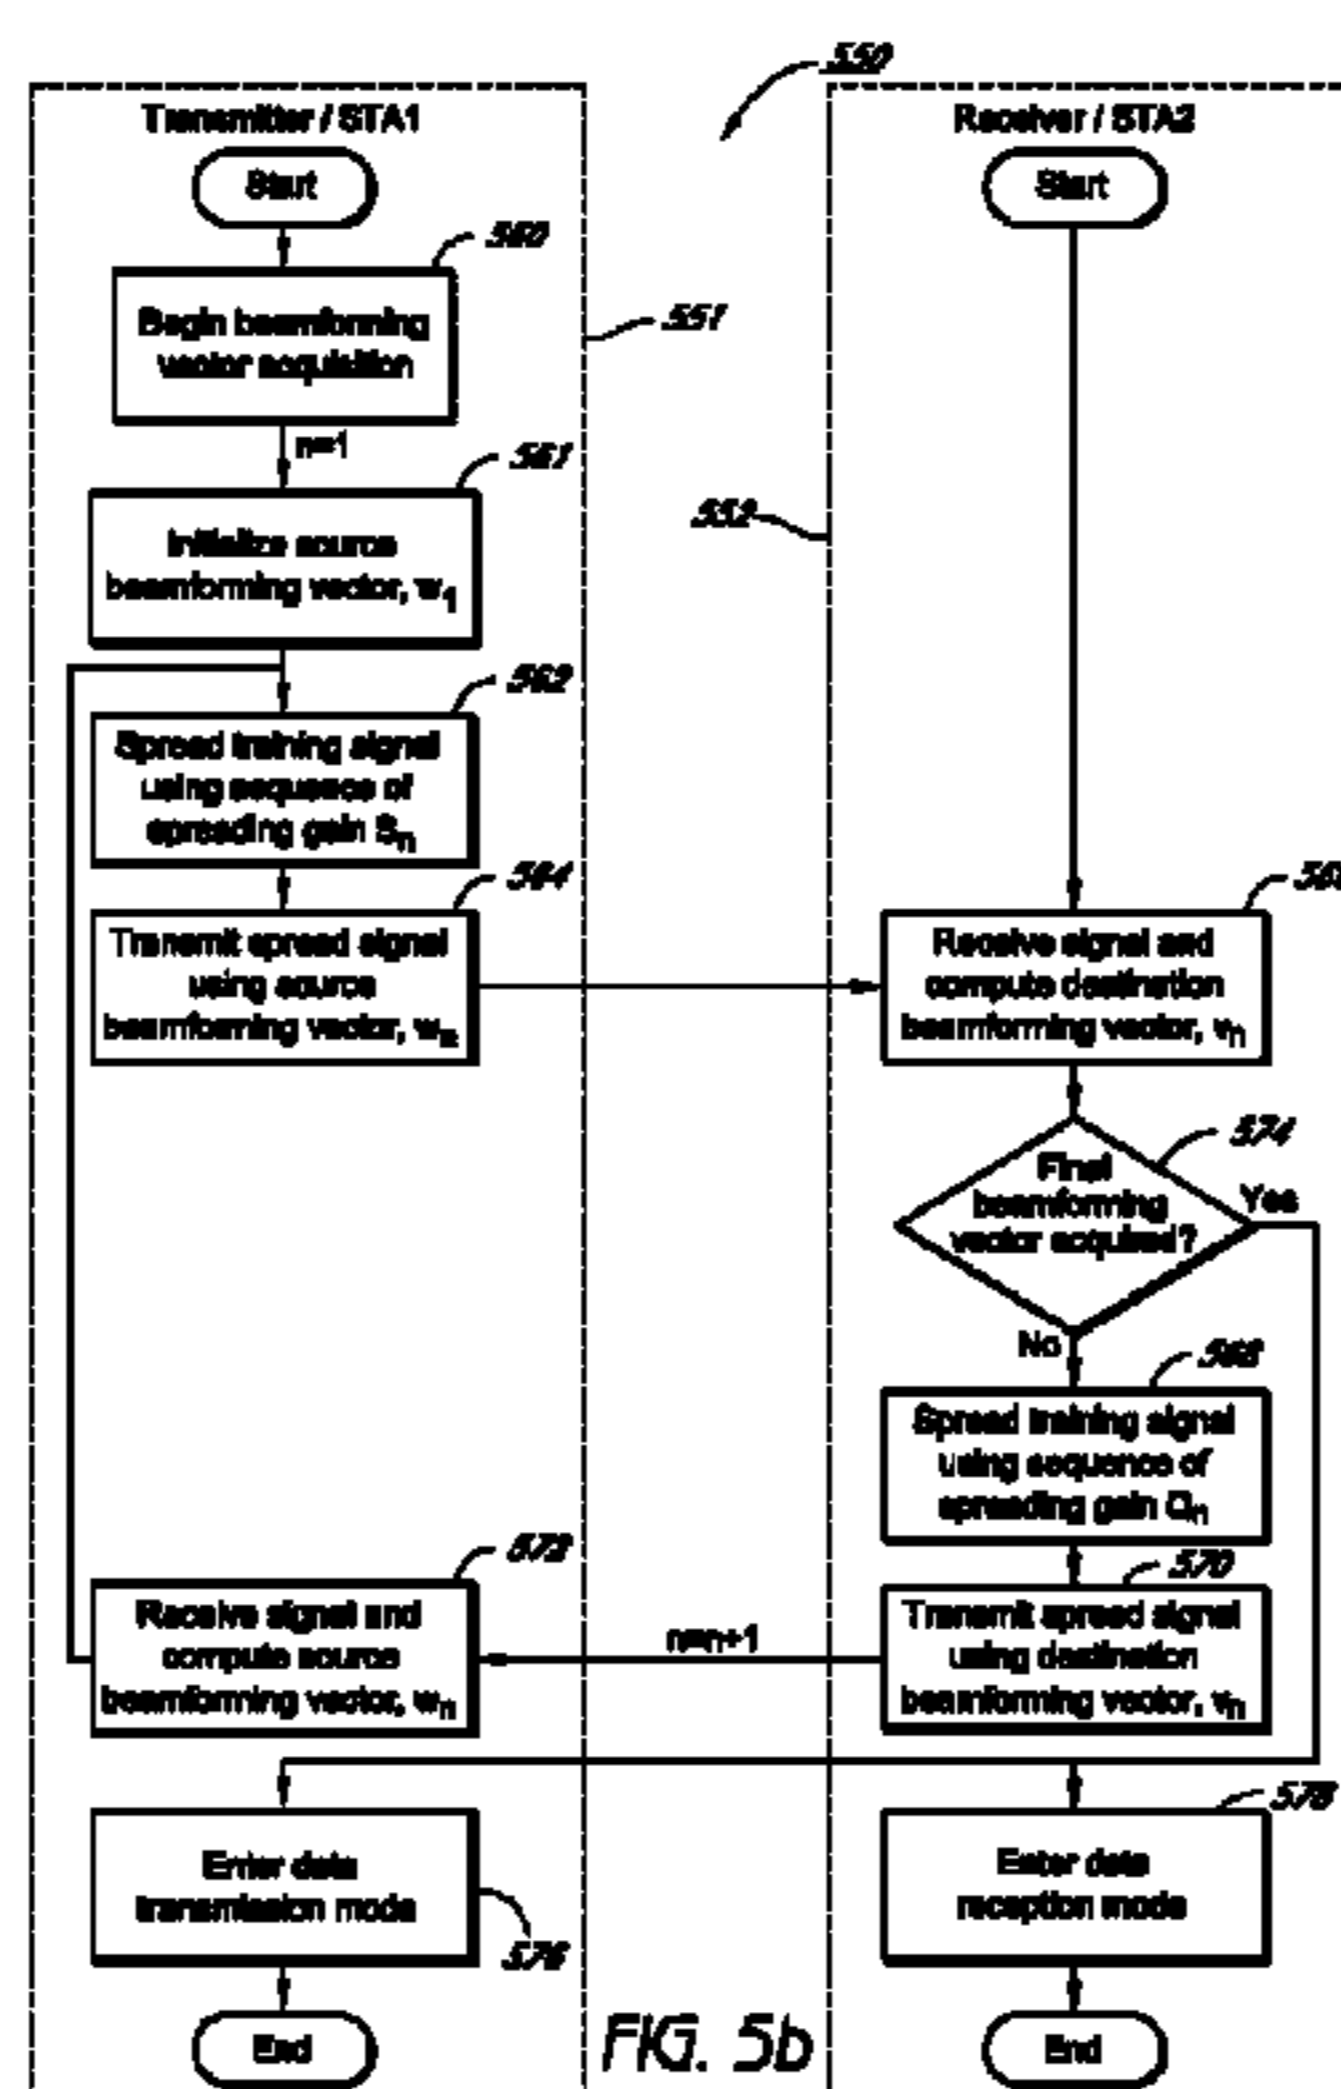 550
Transmitter / STA1
Start
560
Begin beamforming
vector acquisition
551
n=1
561
Initialize source
beamforming vector, w1
562
Spread training signal
using sequence of
spreading gain Sn
564
Transmit spread signal
using source
beamforming vector, wn
572
Receive signal and
compute source
beamforming vector, wn
Enter data
transmission mode
576
End
n=n+1
Receiver / STA2
Start
552
Receive signal and
compute destination
beamforming vector, vn
574
Final
beamforming
vector acquired?
Yes
No
568
Spread training signal
using sequence of
spreading gain Qn
570
Transmit spread signal
using destination
beamforming vector, vn
578
Enter data
reception mode
End
FIG. 5b